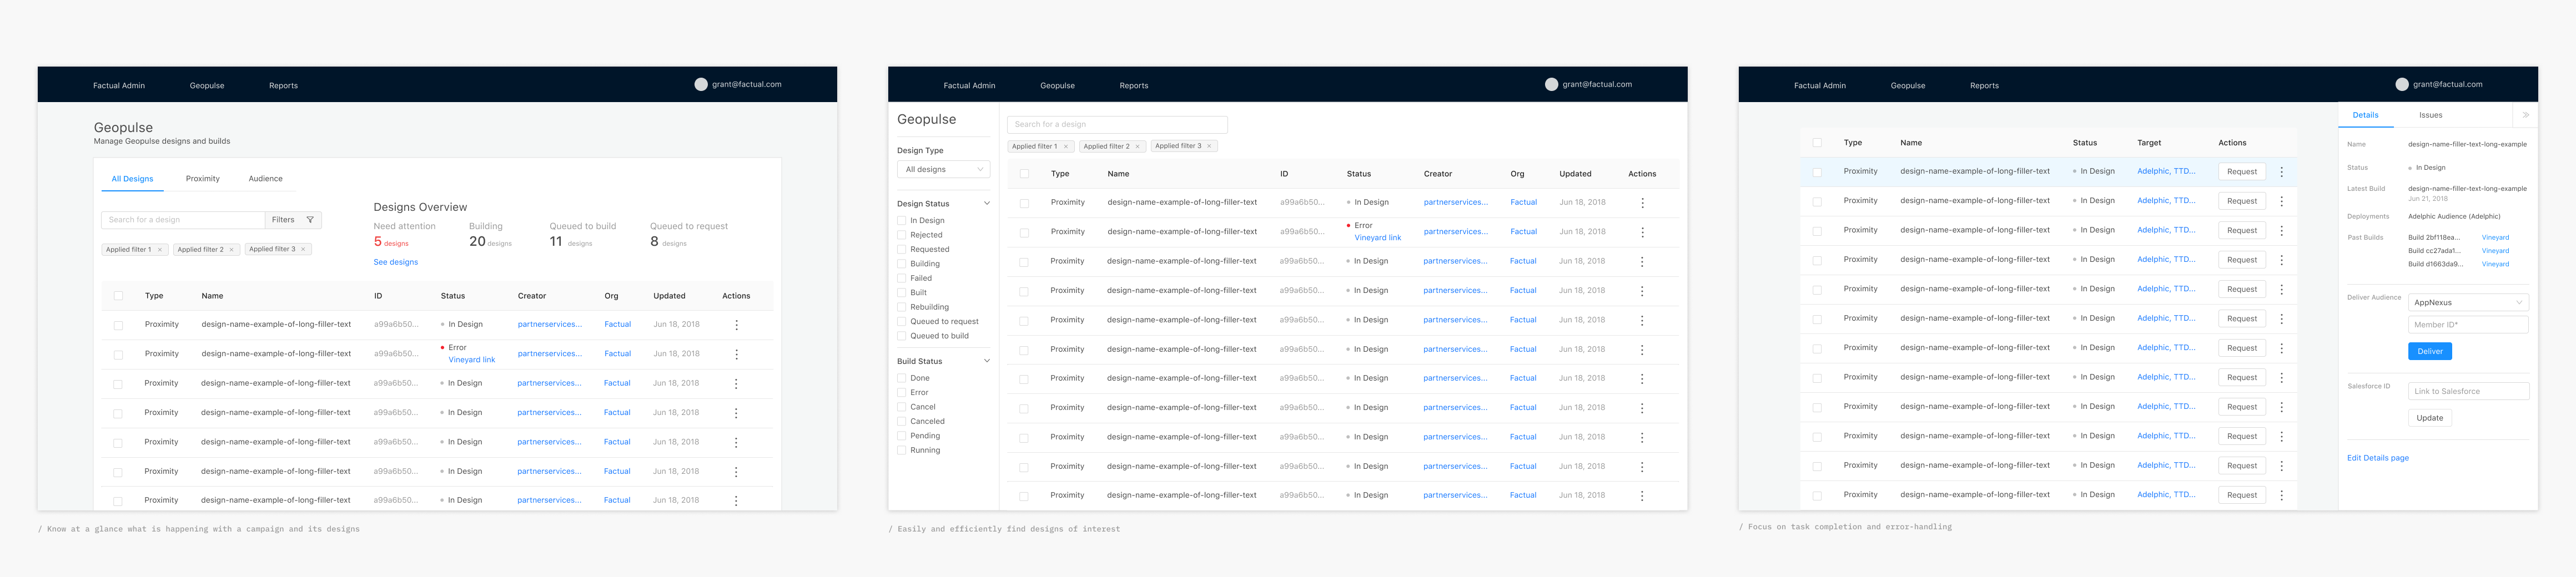 Factual Admin Geopulse Reports grant@factual.com
Geopulse
Manage Geopulse designs and builds
All Designs Proximity Audience
Search for a design Filters
Applied filter 1 × Applied filter 2 × Applied filter 3 ×
Designs Overview
Need attention Building Queued to build Queued to request
5 designs 20 designs 11 designs 8 designs
See designs
Type Name ID Status Creator Org Updated Actions
Proximity design-name-example-of-long-filler-text a99a6b50... In Design partnerservices... Factual Jun 18, 2018
Proximity design-name-example-of-long-filler-text a99a6b50... Error Vineyard link partnerservices... Factual Jun 18, 2018
Proximity design-name-example-of-long-filler-text a99a6b50... In Design partnerservices... Factual Jun 18, 2018
Proximity design-name-example-of-long-filler-text a99a6b50... In Design partnerservices... Factual Jun 18, 2018
Proximity design-name-example-of-long-filler-text a99a6b50... In Design partnerservices... Factual Jun 18, 2018
Proximity design-name-example-of-long-filler-text a99a6b50... In Design partnerservices... Factual Jun 18, 2018
Proximity design-name-example-of-long-filler-text a99a6b50... In Design partnerservices... Factual Jun 18, 2018
/ Know at a glance what is happening with a campaign and its designs
Factual Admin Geopulse Reports grant@factual.com
Geopulse
Design Type
All designs
Design Status
In Design
Rejected
Requested
Building
Failed
Built
Rebuilding
Queued to request
Queued to build
Build Status
Done
Error
Cancel
Canceled
Pending
Running
Search for a design
Applied filter 1 × Applied filter 2 × Applied filter 3 ×
Type Name ID Status Creator Org Updated Actions
Proximity design-name-example-of-long-filler-text a99a6b50... In Design partnerservices... Factual Jun 18, 2018
Proximity design-name-example-of-long-filler-text a99a6b50... Error Vineyard link partnerservices... Factual Jun 18, 2018
Proximity design-name-example-of-long-filler-text a99a6b50... In Design partnerservices... Factual Jun 18, 2018
Proximity design-name-example-of-long-filler-text a99a6b50... In Design partnerservices... Factual Jun 18, 2018
Proximity design-name-example-of-long-filler-text a99a6b50... In Design partnerservices... Factual Jun 18, 2018
Proximity design-name-example-of-long-filler-text a99a6b50... In Design partnerservices... Factual Jun 18, 2018
Proximity design-name-example-of-long-filler-text a99a6b50... In Design partnerservices... Factual Jun 18, 2018
Proximity design-name-example-of-long-filler-text a99a6b50... In Design partnerservices... Factual Jun 18, 2018
Proximity design-name-example-of-long-filler-text a99a6b50... In Design partnerservices... Factual Jun 18, 2018
Proximity design-name-example-of-long-filler-text a99a6b50... In Design partnerservices... Factual Jun 18, 2018
Proximity design-name-example-of-long-filler-text a99a6b50... In Design partnerservices... Factual Jun 18, 2018
/ Easily and efficiently find designs of interest
Factual Admin Geopulse Reports grant@factual.com
Type Name Status Target Actions
Proximity design-name-example-of-long-filler-text In Design Adelphic, TTD... Request
Proximity design-name-example-of-long-filler-text In Design Adelphic, TTD... Request
Proximity design-name-example-of-long-filler-text In Design Adelphic, TTD... Request
Proximity design-name-example-of-long-filler-text In Design Adelphic, TTD... Request
Proximity design-name-example-of-long-filler-text In Design Adelphic, TTD... Request
Proximity design-name-example-of-long-filler-text In Design Adelphic, TTD... Request
Proximity design-name-example-of-long-filler-text In Design Adelphic, TTD... Request
Proximity design-name-example-of-long-filler-text In Design Adelphic, TTD... Request
Proximity design-name-example-of-long-filler-text In Design Adelphic, TTD... Request
Proximity design-name-example-of-long-filler-text In Design Adelphic, TTD... Request
Proximity design-name-example-of-long-filler-text In Design Adelphic, TTD... Request
Proximity design-name-example-of-long-filler-text In Design Adelphic, TTD... Request
Details Issues
Name design-name-filler-text-long-example
Status In Design
Latest Build design-name-filler-text-long-example
Jun 21, 2018
Deployments Adelphic Audience (Adelphic)
Past Builds Build 2bf118ea... Vineyard
Build cc27ada1... Vineyard
Build d1663da9... Vineyard
Deliver Audience AppNexus
Member ID*
Deliver
Salesforce ID Link to Salesforce
Update
Edit Details page
/ Focus on task completion and error-handling